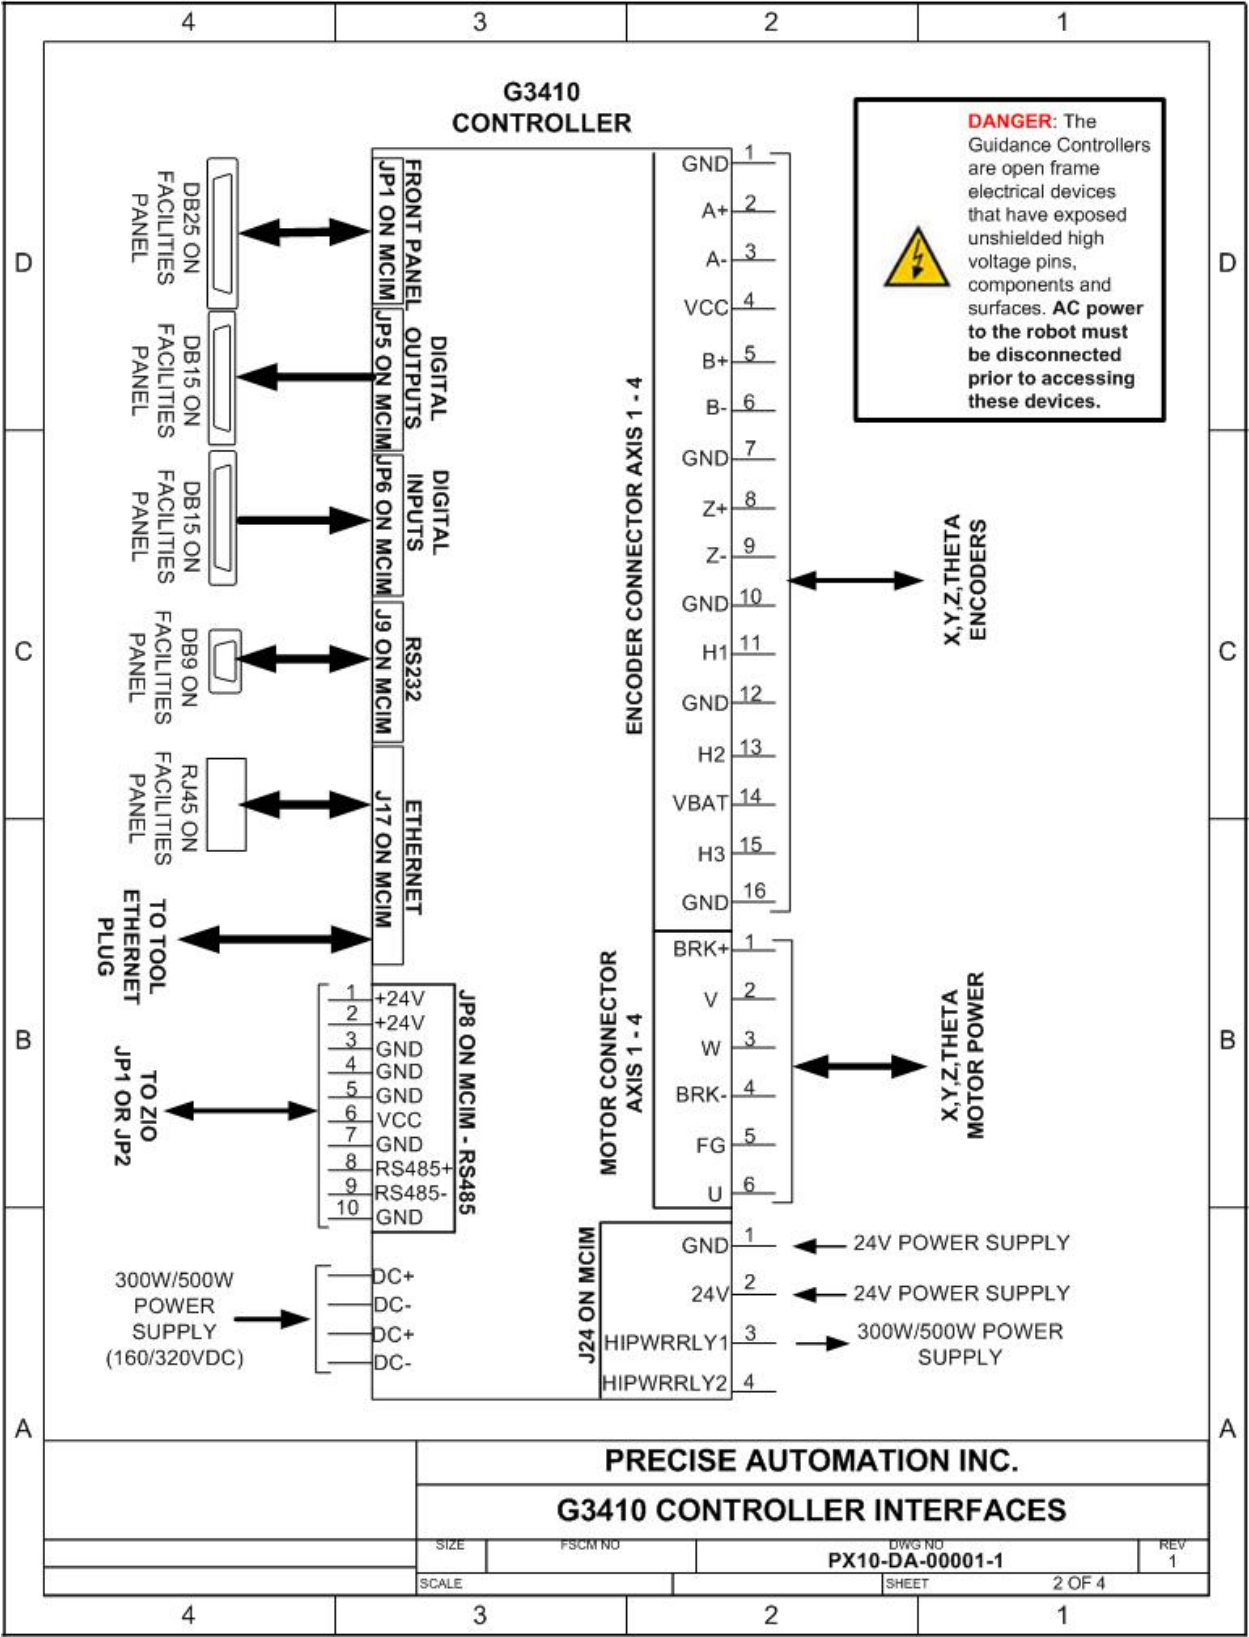 4 3 2 1
G3410
CONTROLLER
DANGER: The
Guidance Controllers
are open frame
electrical devices
that have exposed
unshielded high
voltage pins,
components and
surfaces. AC power
to the robot must
be disconnected
prior to accessing
these devices.
D
D
C
C
B
B
A
A
DB25 ON
FACILITIES
PANEL
FRONT PANEL
JP1 ON MCIM
DB15 ON
FACILITIES
PANEL
DIGITAL
OUTPUTS
JP5 ON MCIM
DB15 ON
FACILITIES
PANEL
DIGITAL
INPUTS
JP6 ON MCIM
DB9 ON
FACILITIES
PANEL
RS232
J9 ON MCIM
RJ45 ON
FACILITIES
PANEL
ETHERNET
J17 ON MCIM
TO TOOL
ETHERNET
PLUG
TO ZIO
JP1 OR JP2
JP8 ON MCIM - RS485
1 +24V
2 +24V
3 GND
4 GND
5 GND
6 VCC
7 GND
8 RS485+
9 RS485-
10 GND
300W/500W
POWER
SUPPLY
(160/320VDC)
DC+
DC-
DC+
DC-
ENCODER CONNECTOR AXIS 1 - 4
GND 1
A+ 2
A- 3
VCC 4
B+ 5
B- 6
GND 7
Z+ 8
Z- 9
GND 10
H1 11
GND 12
H2 13
VBAT 14
H3 15
GND 16
X,Y,Z,THETA
ENCODERS
MOTOR CONNECTOR
AXIS 1 - 4
BRK+ 1
V 2
W 3
BRK- 4
FG 5
U 6
X,Y,Z,THETA
MOTOR POWER
J24 ON MCIM
GND 1 24V POWER SUPPLY
24V 2 24V POWER SUPPLY
HIPWRRLY1 3 300W/500W POWER
SUPPLY
HIPWRRLY2 4
PRECISE AUTOMATION INC.
G3410 CONTROLLER INTERFACES
SIZE FSCM NO DWG NO REV
PX10-DA-00001-1 1
SCALE SHEET 2 OF 4
4 3 2 1